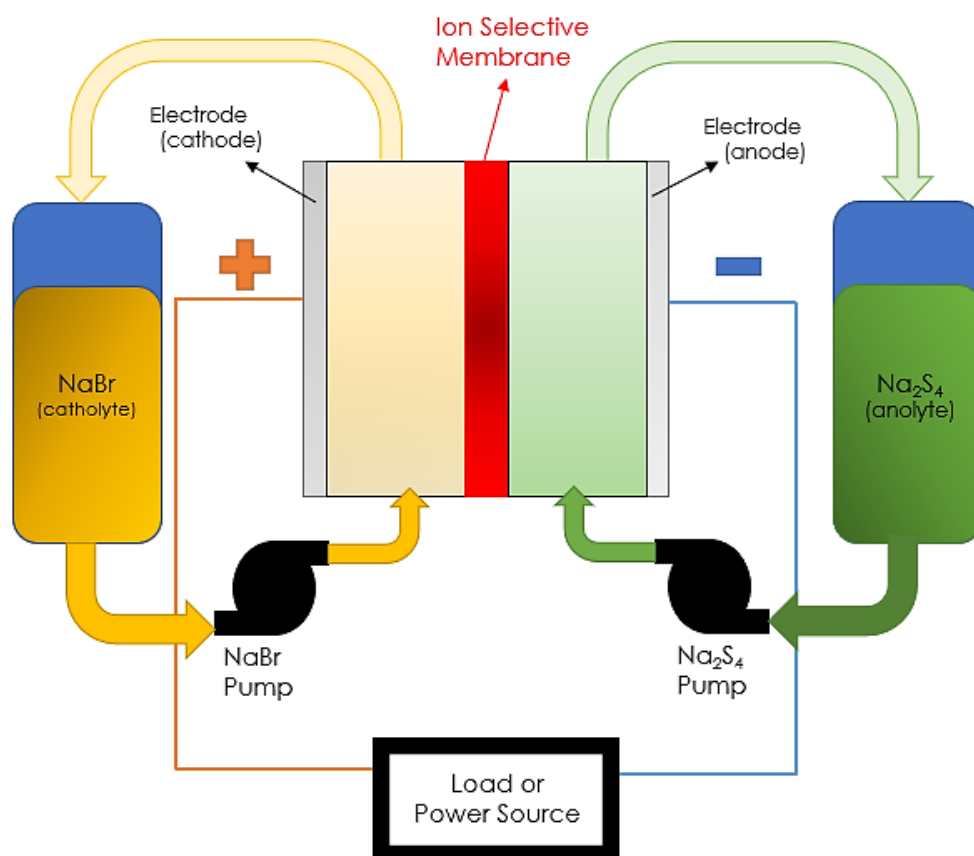 Ion Selective
Membrane
Electrode
(cathode)
Electrode
(anode)
NaBr
(catholyte)
Na₂S₄
(anolyte)
NaBr
Pump
Na₂S₄
Pump
Load or
Power Source